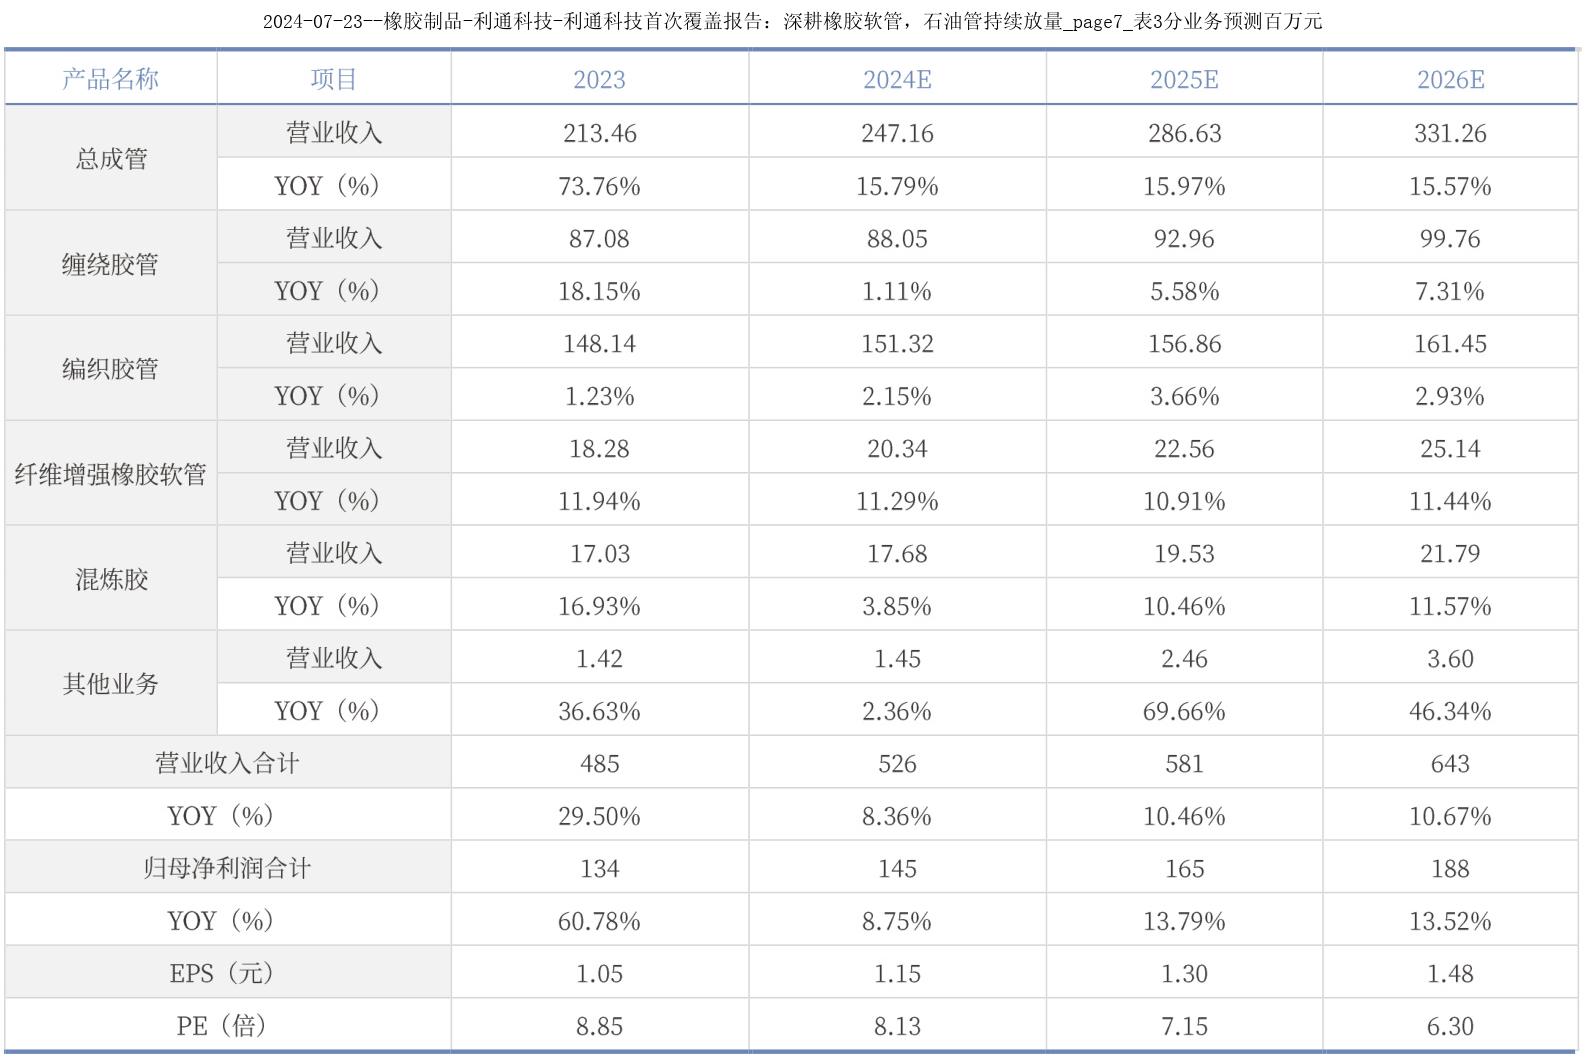 2024-07-23--橡胶制品-利通科技-利通科技首次覆盖报告：深耕橡胶软管，石油管持续放量_page7_表3分业务预测百万元
产品名称 项目 2023 2024E 2025E 2026E
总成管 营业收入 213.46 247.16 286.63 331.26
YOY（%） 73.76% 15.79% 15.97% 15.57%
缠绕胶管 营业收入 87.08 88.05 92.96 99.76
YOY（%） 18.15% 1.11% 5.58% 7.31%
编织胶管 营业收入 148.14 151.32 156.86 161.45
YOY（%） 1.23% 2.15% 3.66% 2.93%
纤维增强橡胶软管 营业收入 18.28 20.34 22.56 25.14
YOY（%） 11.94% 11.29% 10.91% 11.44%
混炼胶 营业收入 17.03 17.68 19.53 21.79
YOY（%） 16.93% 3.85% 10.46% 11.57%
其他业务 营业收入 1.42 1.45 2.46 3.60
YOY（%） 36.63% 2.36% 69.66% 46.34%
营业收入合计 485 526 581 643
YOY（%） 29.50% 8.36% 10.46% 10.67%
归母净利润合计 134 145 165 188
YOY（%） 60.78% 8.75% 13.79% 13.52%
EPS（元） 1.05 1.15 1.30 1.48
PE（倍） 8.85 8.13 7.15 6.30